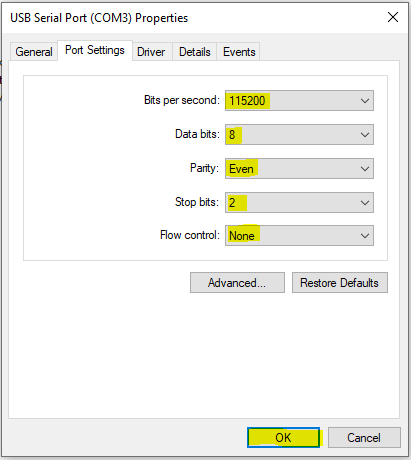 USB Serial Port (COM3) Properties
General Port Settings Driver Details Events
Bits per second: 115200
Data bits: 8
Parity: Even
Stop bits: 2
Flow control: None
Advanced... Restore Defaults
OK Cancel